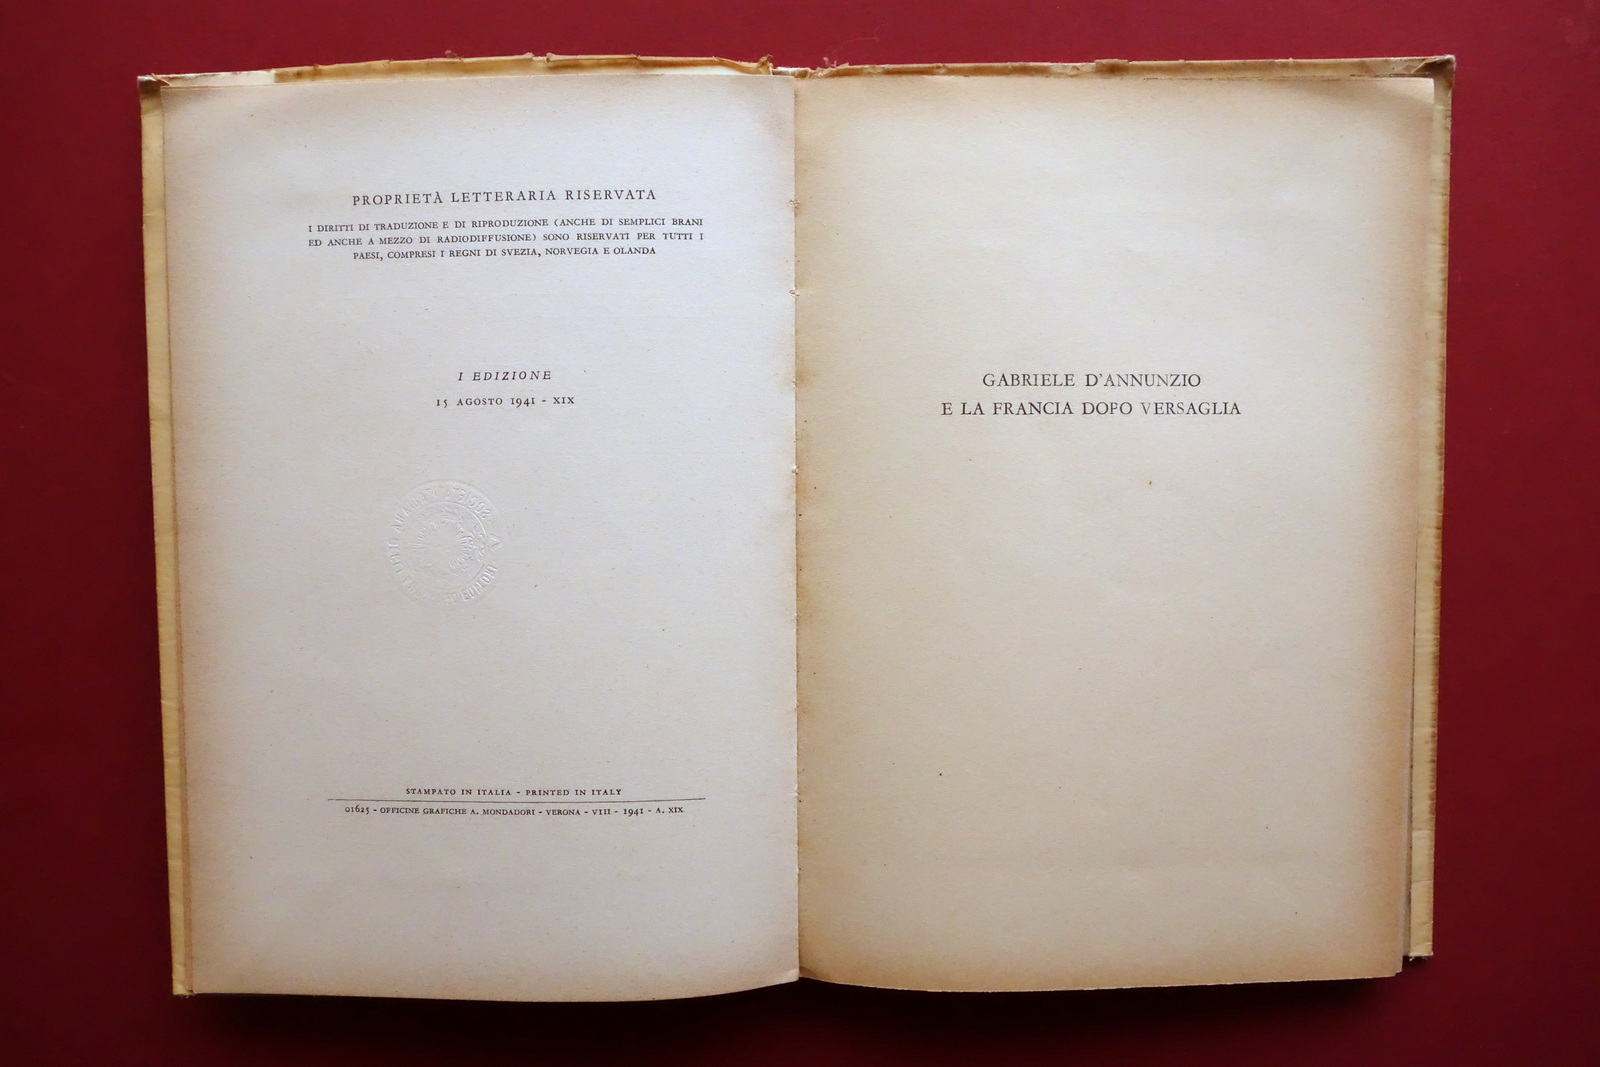 PROPRIETÀ LETTERARIA RISERVATA
I DIRITTI DI TRADUZIONE E DI RIPRODUZIONE (ANCHE DI SEMPLICI BRANI
ED ANCHE A MEZZO DI RADIODIFFUSIONE) SONO RISERVATI PER TUTTI I
PAESI, COMPRESI I REGNI DI SVEZIA, NORVEGIA E OLANDA
I EDIZIONE
15 AGOSTO 1941 - XIX
STAMPATO IN ITALIA - PRINTED IN ITALY
01625 - OFFICINE GRAFICHE A. MONDADORI - VERONA - VIII - 1941 - A. XIX
GABRIELE D'ANNUNZIO
E LA FRANCIA DOPO VERSAGLIA